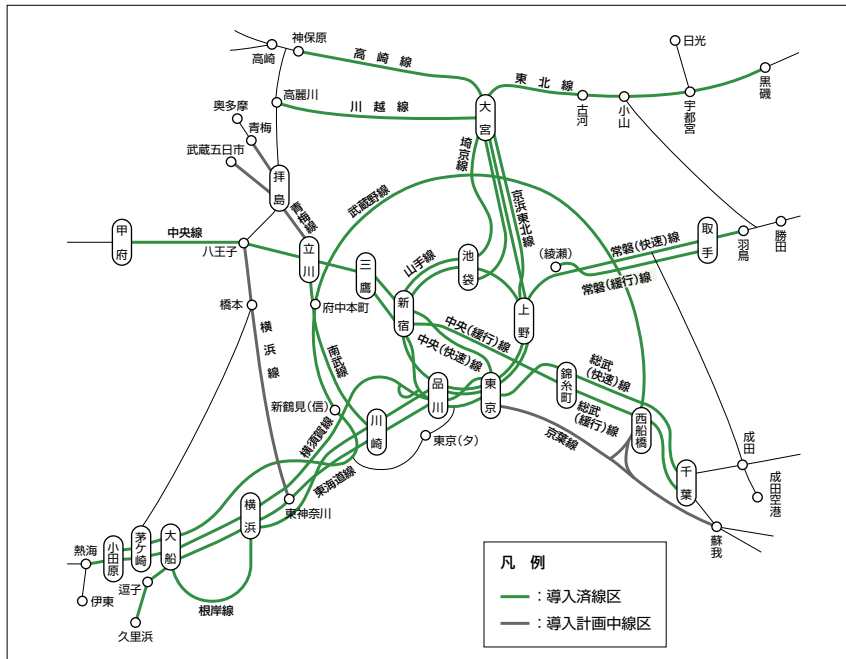 神保原
高崎
高崎線
日光
東北線
黒磯
大宮
古河
小山
宇都宮
高麗川
川越線
奥多摩
青梅
武蔵五日市
拝島
青梅線
埼京線
武蔵野線
京浜東北線
甲府
中央線
八王子
立川
三鷹
山手線
池袋
(綾瀬)
常磐(快速)線
取手
羽鳥
勝田
常磐(緩行)線
府中本町
新宿
上野
橋本
横浜線
南武線
中央(緩行)線
中央(快速)線
品川
東京
錦糸町
総武(快速)線
総武(緩行)線
西船橋
新鶴見(信)
川崎
横須賀線
東京(タ)
京葉線
千葉
成田
成田空港
東海道線
横浜
東神奈川
蘇我
熱海
小田原
茅ケ崎
大船
伊東
逗子
久里浜
根岸線
凡 例
:導入済線区
:導入計画中線区